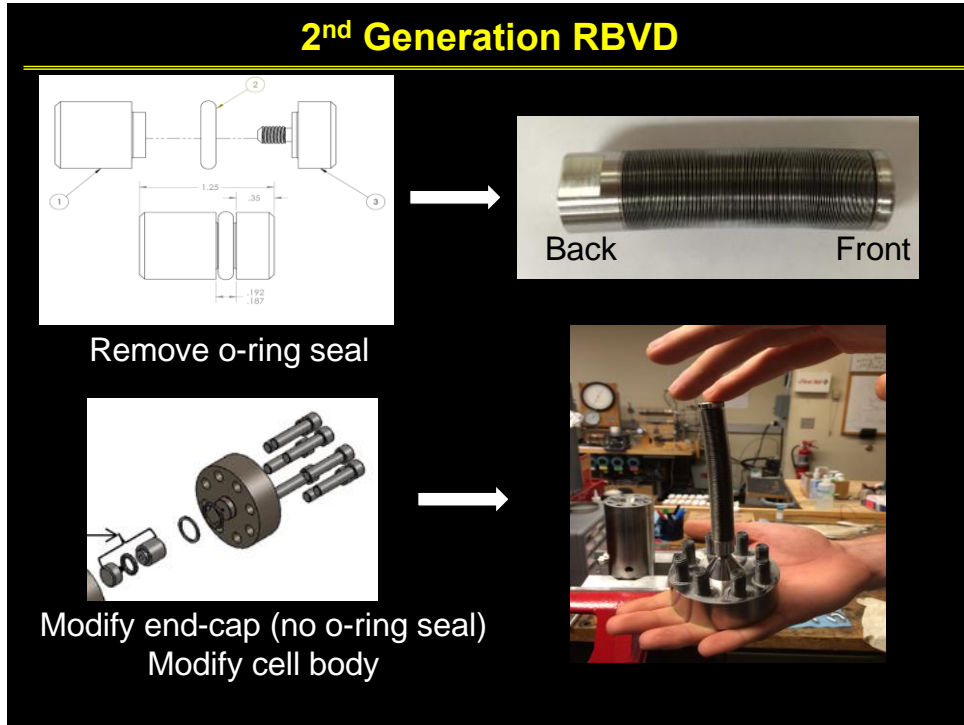 2nd Generation RBVD
2
1
3
1.25
.35
.192
.187
Back
Front
Remove o-ring seal
Modify end-cap (no o-ring seal)
Modify cell body